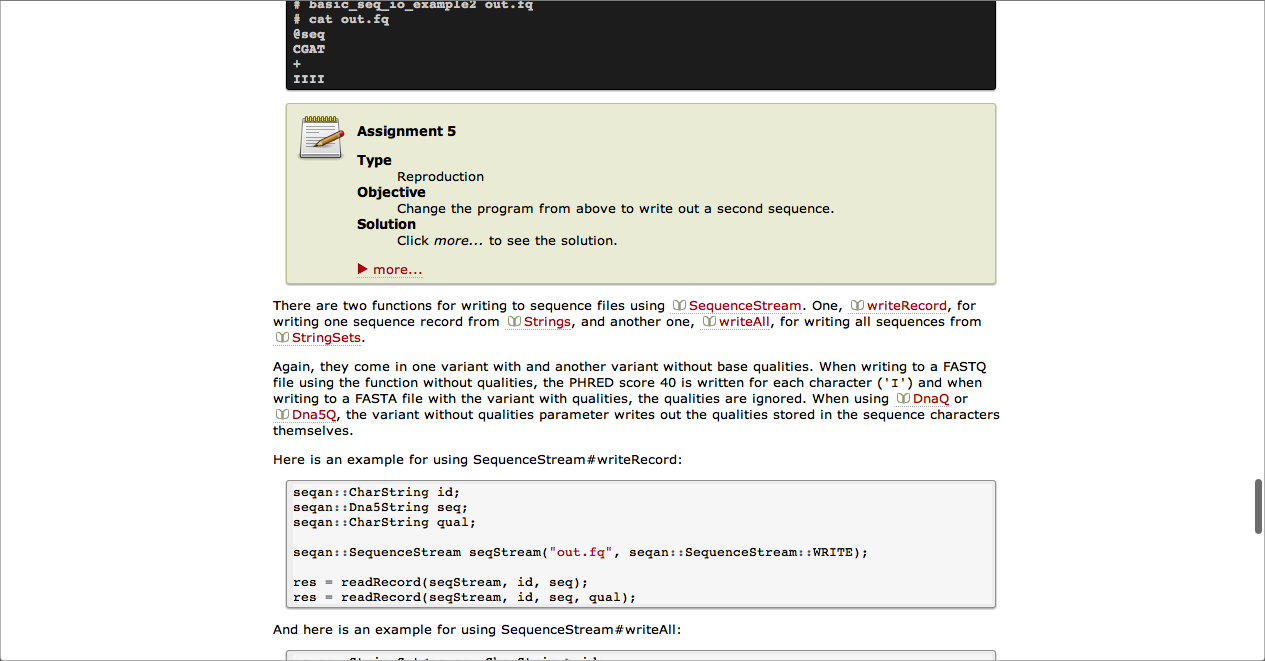 # basic_seq_io_example2 out.fq
# cat out.fq
@seq
CGAT
+
IIII
Assignment 5
Type
Reproduction
Objective
Change the program from above to write out a second sequence.
Solution
Click more... to see the solution.
more...
There are two functions for writing to sequence files using SequenceStream. One, writeRecord, for
writing one sequence record from Strings, and another one, writeAll, for writing all sequences from
StringSets.
Again, they come in one variant with and another variant without base qualities. When writing to a FASTQ
file using the function without qualities, the PHRED score 40 is written for each character ('I') and when
writing to a FASTA file with the variant with qualities, the qualities are ignored. When using DnaQ or
Dna5Q, the variant without qualities parameter writes out the qualities stored in the sequence characters
themselves.
Here is an example for using SequenceStream#writeRecord:
seqan::CharString id;
seqan::Dna5String seq;
seqan::CharString qual;
seqan::SequenceStream seqStream("out.fq", seqan::SequenceStream::WRITE);
res = readRecord(seqStream, id, seq);
res = readRecord(seqStream, id, seq, qual);
And here is an example for using SequenceStream#writeAll: